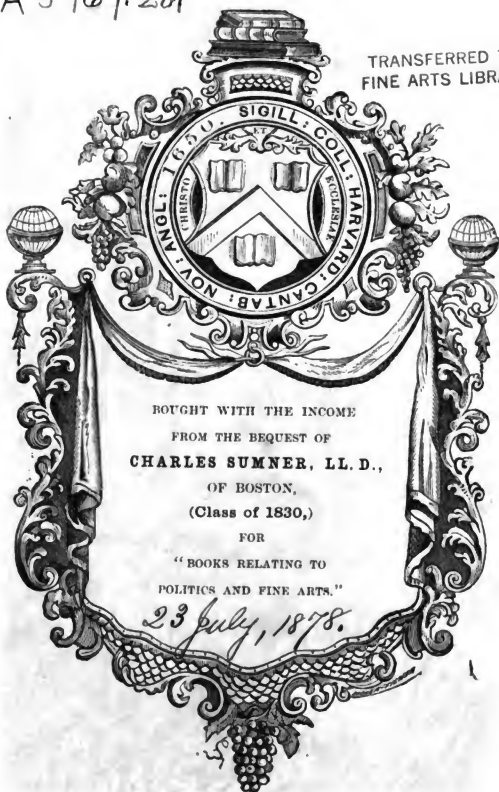 TRANSFERRED
FINE ARTS
1650. SIGILL: COLL: HARVARD: CANTAB: NOV: ANGL:
ET
CHRISTO
ECCLESIAE
BOUGHT WITH THE INCOME
FROM THE BEQUEST OF
CHARLES SUMNER, LL. D.,
OF BOSTON,
(Class of 1830,)
FOR
"BOOKS RELATING TO
POLITICS AND FINE ARTS."
23 July, 1878.